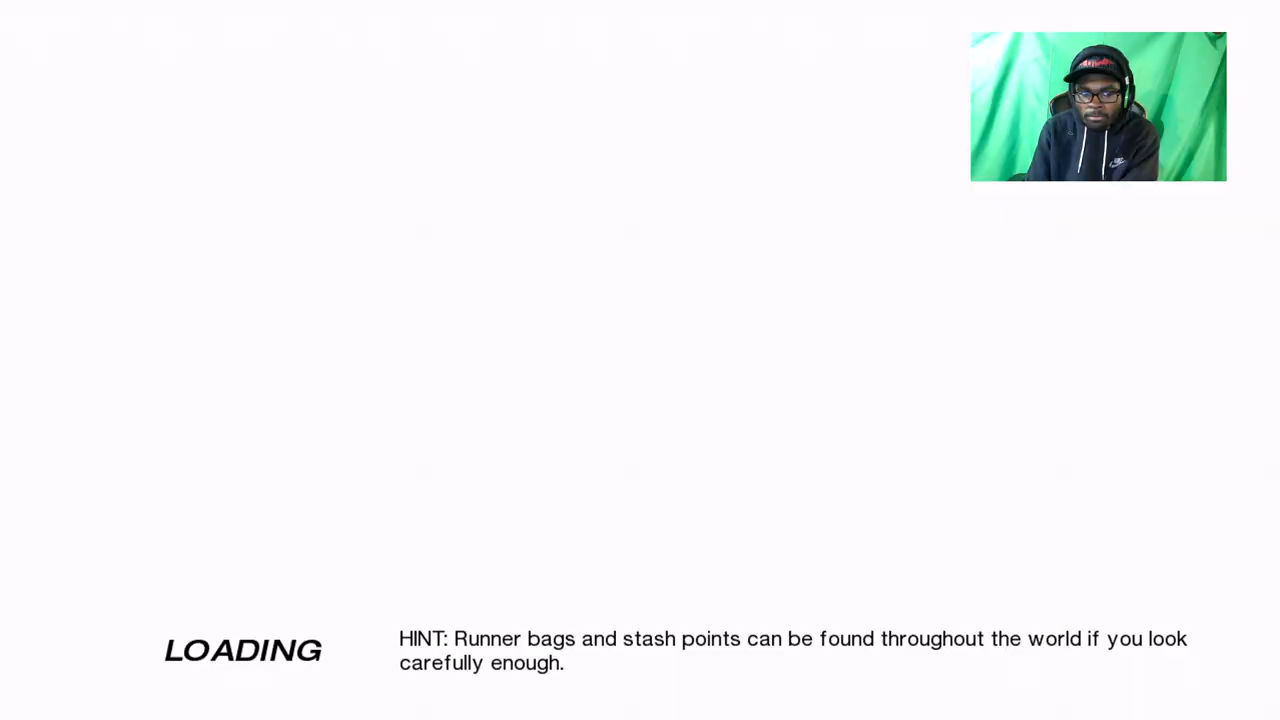 LOADING
HINT: Runner bags and stash points can be found throughout the world if you look
carefully enough.